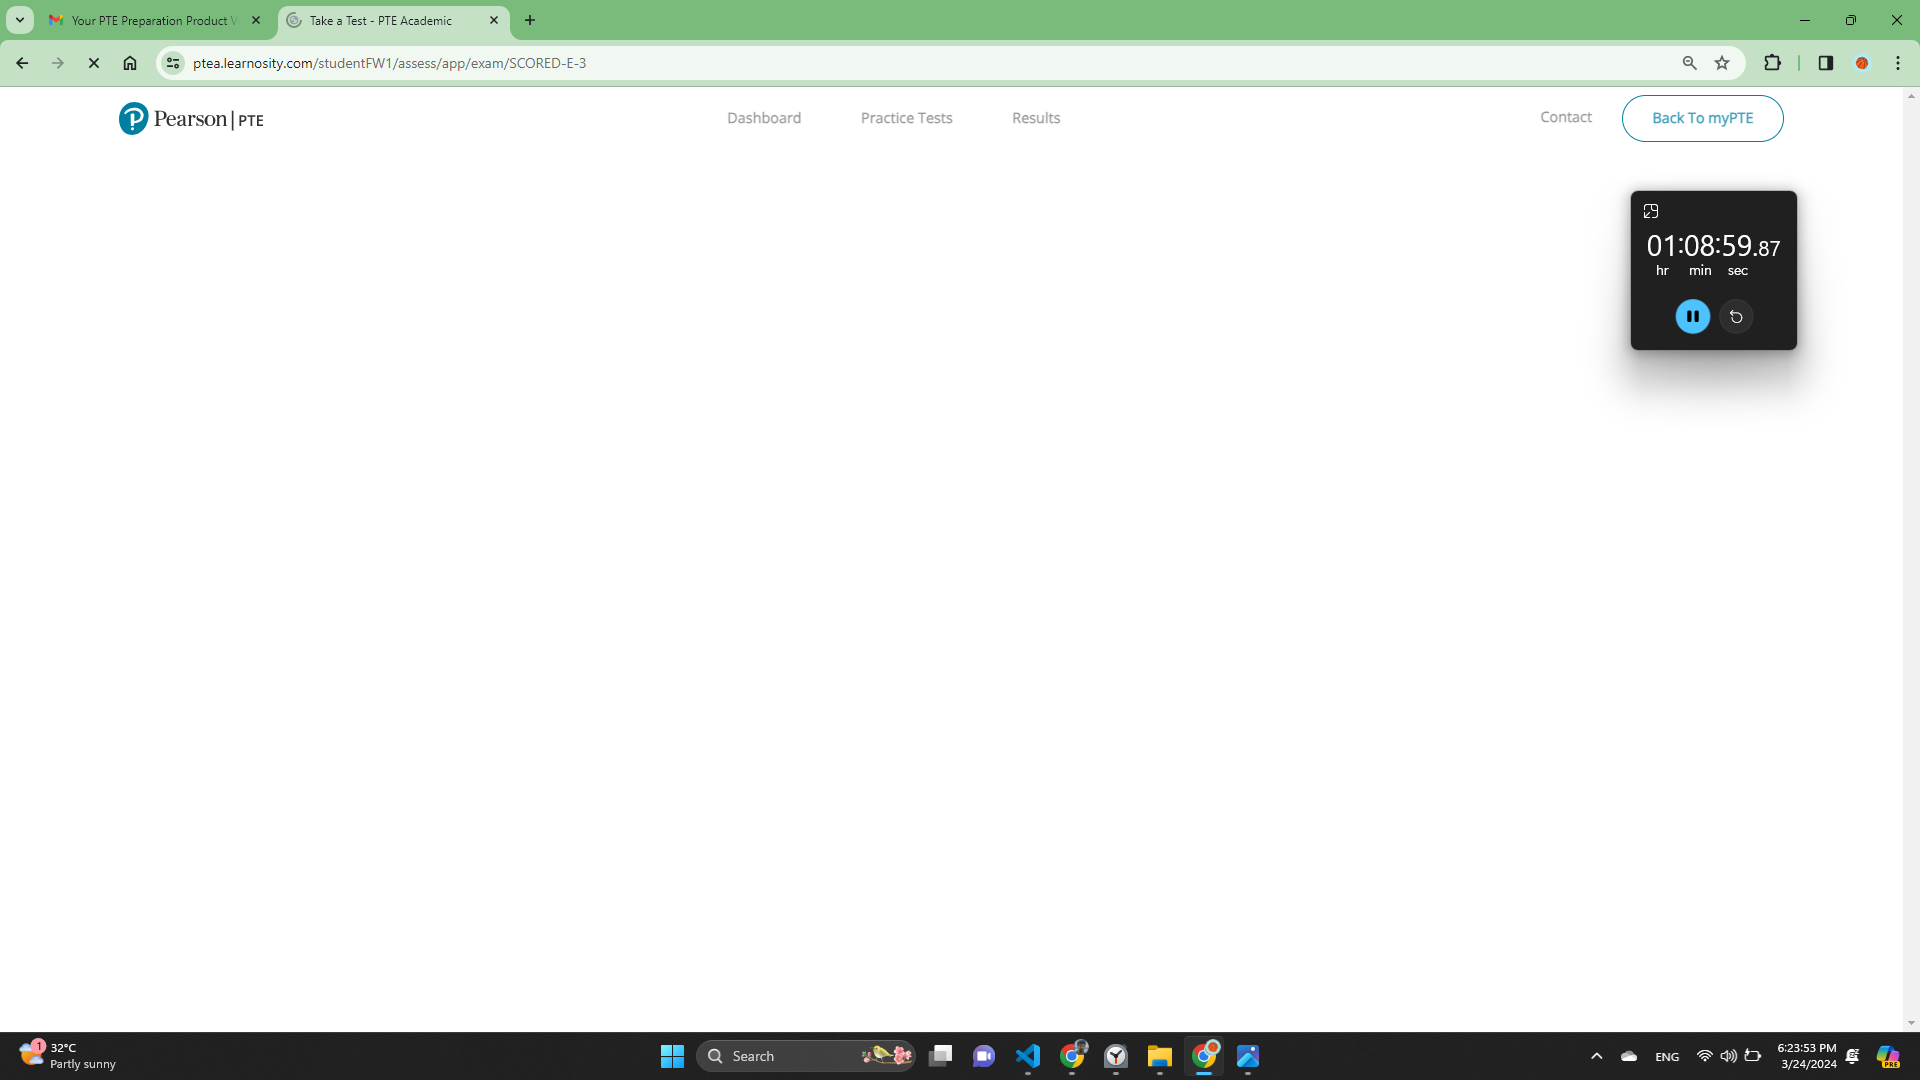 Your PTE Preparation Product V
Take a Test - PTE Academic
ptea.learnosity.com/studentFW1/assess/app/exam/SCORED-E-3
Pearson | PTE
Dashboard
Practice Tests
Results
Contact
Back To myPTE
01:08:59.87
hr min sec
1
32°C
Partly sunny
Search
ENG
6:23:53 PM
3/24/2024
PRE